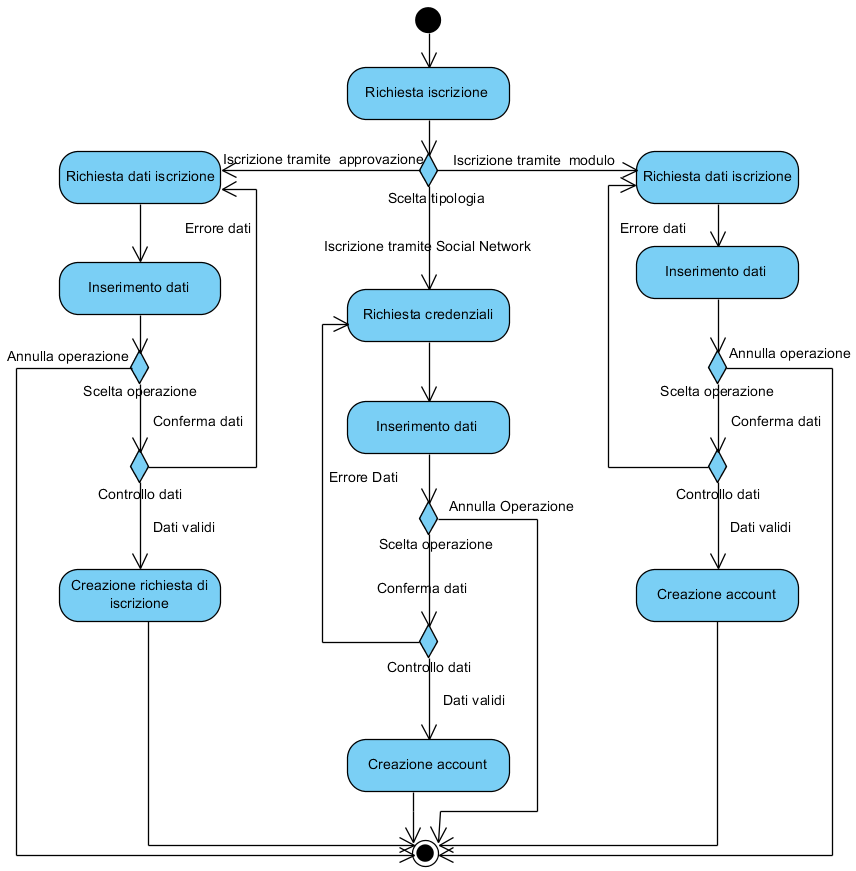 Richiesta iscrizione
Iscrizione tramite approvazione
Iscrizione tramite modulo
Scelta tipologia
Richiesta dati iscrizione
Richiesta dati iscrizione
Errore dati
Iscrizione tramite Social Network
Errore dati
Inserimento dati
Richiesta credenziali
Inserimento dati
Annulla operazione
Scelta operazione
Conferma dati
Inserimento dati
Annulla operazione
Scelta operazione
Conferma dati
Errore Dati
Controllo dati
Annulla Operazione
Controllo dati
Dati validi
Scelta operazione
Dati validi
Creazione richiesta di
iscrizione
Conferma dati
Creazione account
Controllo dati
Dati validi
Creazione account